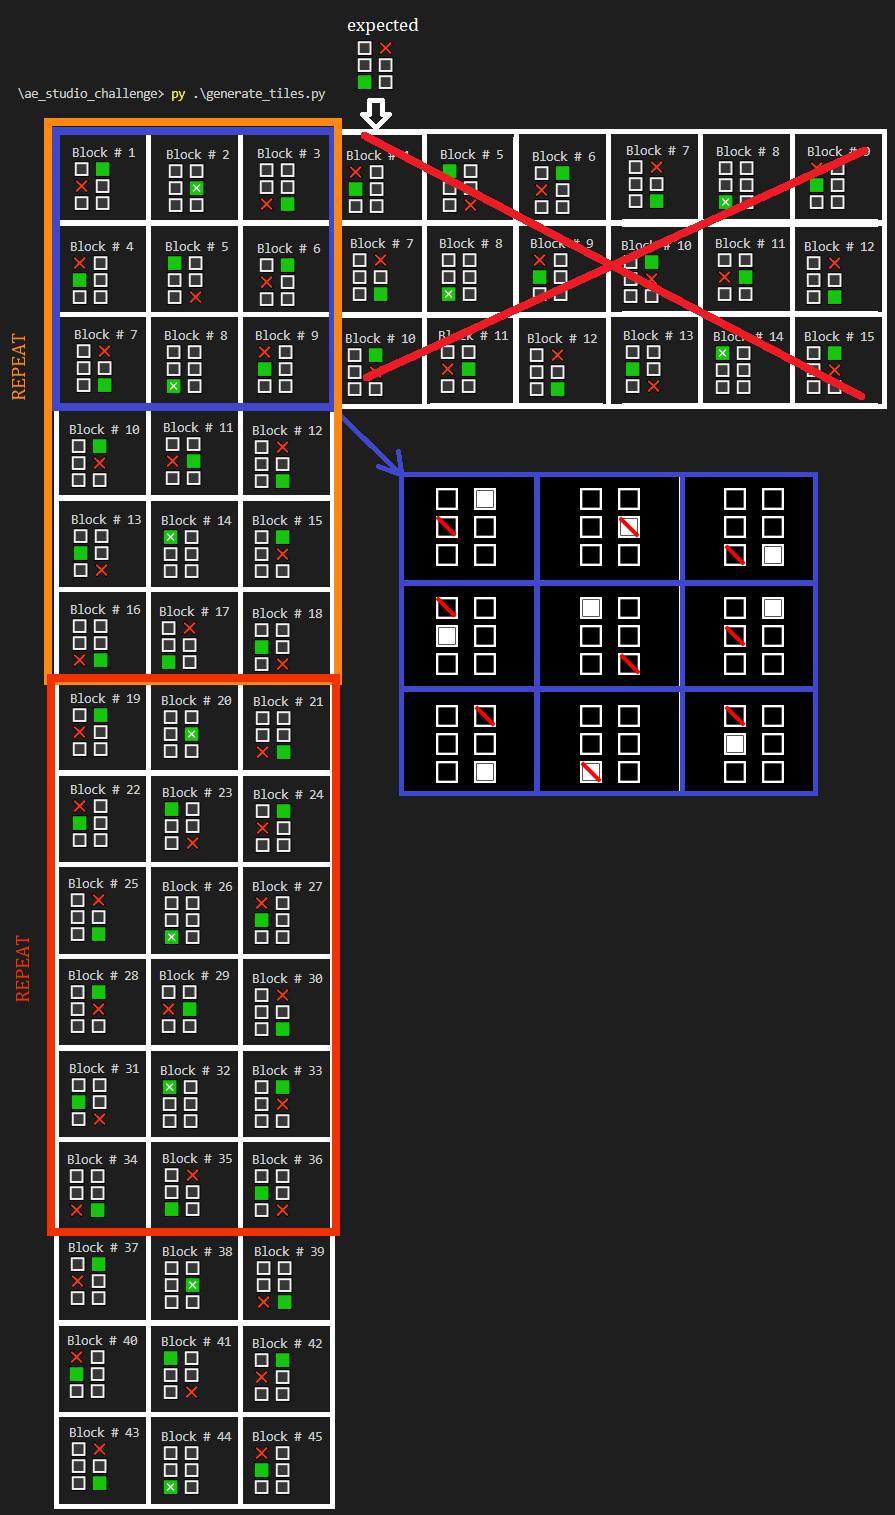 expected
\ae_studio_challenge> py .\generate_tiles.py
Block # 1 Block # 2 Block # 3 Block # 5 Block # 6 Block # 7 Block # 8
Block # 4 Block # 5 Block # 6 Block # 7 Block # 8 Block # 9 Block # 10 Block # 11 Block # 12
Block # 7 Block # 8 Block # 9 Block # 10 Block # 11 Block # 12 Block # 13 Block # 14 Block # 15
REPEAT
Block # 10 Block # 11 Block # 12
Block # 13 Block # 14 Block # 15
Block # 16 Block # 17 Block # 18
Block # 19 Block # 20 Block # 21
Block # 22 Block # 23 Block # 24
Block # 25 Block # 26 Block # 27
REPEAT
Block # 28 Block # 29 Block # 30
Block # 31 Block # 32 Block # 33
Block # 34 Block # 35 Block # 36
Block # 37 Block # 38 Block # 39
Block # 40 Block # 41 Block # 42
Block # 43 Block # 44 Block # 45